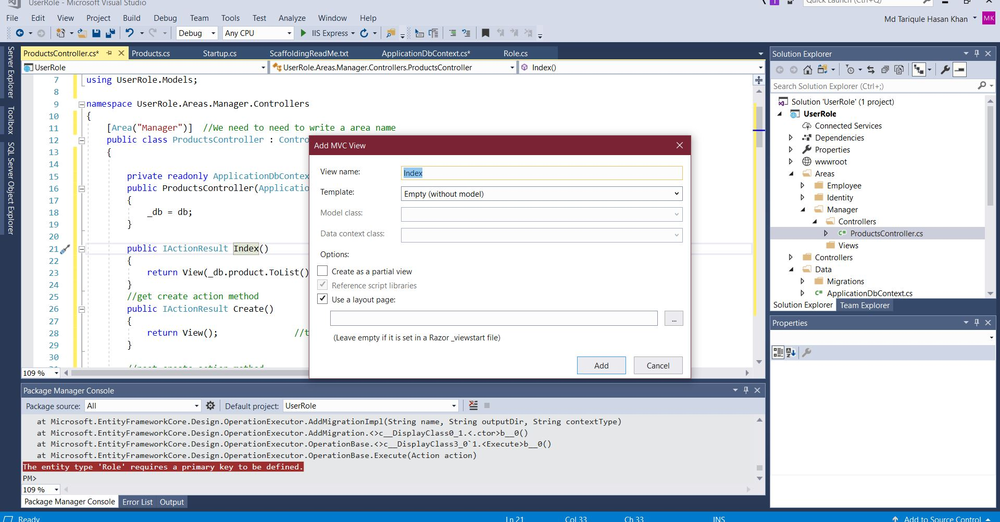 UserRole - Microsoft Visual Studio
Quick Launch (Ctrl+Q)
File Edit View Project Build Debug Team Tools Test Analyze Window Help
Md Tariqule Hasan Khan MK
Debug Any CPU IIS Express
Server Explorer
Toolbox
SQL Server Object Explorer
ProductsController.cs* Products.cs Startup.cs ScaffoldingReadMe.txt ApplicationDbContext.cs* Role.cs
UserRole UserRole.Areas.Manager.Controllers.ProductsController Index()
7 using UserRole.Models;
8
9 namespace UserRole.Areas.Manager.Controllers
10 {
11 [Area("Manager")] //We need to need to write a area name
12 public class ProductsController : Contro
13 {
14
15 private readonly ApplicationDbContex
16 public ProductsController(Applicatio
17 {
18 _db = db;
19 }
20
21 public IActionResult Index()
22 {
23 return View(_db.product.ToList()
24 }
25 //get create action method
26 public IActionResult Create()
27 {
28 return View(); //t
29 }
30
109 %
Add MVC View
View name: Index
Template: Empty (without model)
Model class:
Data context class:
Options:
Create as a partial view
Reference script libraries
Use a layout page:
...
(Leave empty if it is set in a Razor _viewstart file)
Add Cancel
Solution Explorer
Search Solution Explorer (Ctrl+;)
Solution 'UserRole' (1 project)
UserRole
Connected Services
Dependencies
Properties
wwwroot
Areas
Employee
Identity
Manager
Controllers
C# ProductsController.cs
Views
Controllers
Data
Migrations
C# ApplicationDbContext.cs
Solution Explorer Team Explorer
Properties
Package Manager Console
Package source: All Default project: UserRole
at Microsoft.EntityFrameworkCore.Design.OperationExecutor.AddMigrationImpl(String name, String outputDir, String contextType)
at Microsoft.EntityFrameworkCore.Design.OperationExecutor.AddMigration.<>c__DisplayClass0_1.<.ctor>b__0()
at Microsoft.EntityFrameworkCore.Design.OperationExecutor.OperationBase.<>c__DisplayClass3_0`1.<Execute>b__0()
at Microsoft.EntityFrameworkCore.Design.OperationExecutor.OperationBase.Execute(Action action)
The entity type 'Role' requires a primary key to be defined.
PM>
109 %
Package Manager Console Error List Output
Ready Ln 21 Col 33 Ch 33 INS Add to Source Control